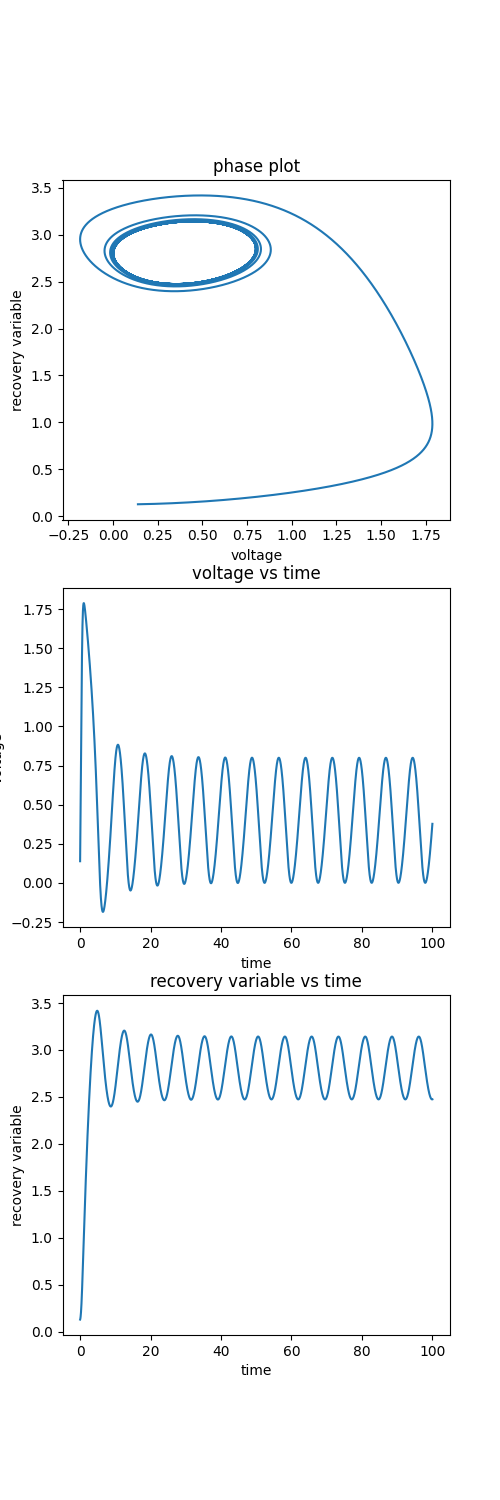 phase plot
3.5
3.0
2.5
2.0
1.5
1.0
0.5
0.0
recovery variable
−0.25 0.00 0.25 0.50 0.75 1.00 1.25 1.50 1.75
voltage
voltage vs time
1.75
1.50
1.25
1.00
0.75
0.50
0.25
0.00
−0.25
0 20 40 60 80 100
time
recovery variable vs time
3.5
3.0
2.5
2.0
1.5
1.0
0.5
0.0
recovery variable
0 20 40 60 80 100
time